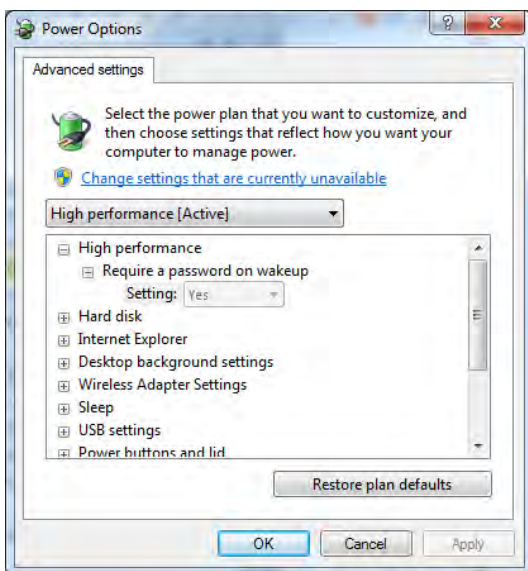 Power Options
Advanced settings
Select the power plan that you want to customize, and
then choose settings that reflect how you want your
computer to manage power.
Change settings that are currently unavailable
High performance [Active]
High performance
Require a password on wakeup
Setting: Yes
Hard disk
Internet Explorer
Desktop background settings
Wireless Adapter Settings
Sleep
USB settings
Power buttons and lid
Restore plan defaults
OK Cancel Apply